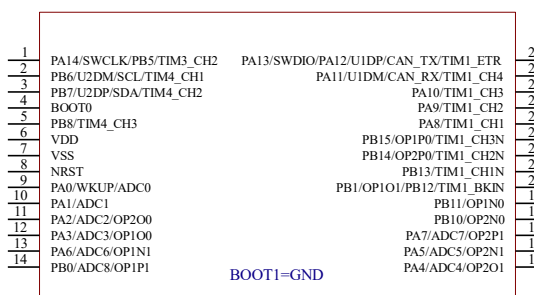 1 PA14/SWCLK/PB5/TIM3_CH2 PA13/SWDIO/PA12/U1DP/CAN_TX/TIM1_ETR
2 PB6/U2DM/SCL/TIM4_CH1 PA11/U1DM/CAN_RX/TIM1_CH4
3 PB7/U2DP/SDA/TIM4_CH2 PA10/TIM1_CH3
4 BOOT0 PA9/TIM1_CH2
5 PB8/TIM4_CH3 PA8/TIM1_CH1
6 VDD PB15/OP1P0/TIM1_CH3N
7 VSS PB14/OP2P0/TIM1_CH2N
8 NRST PB13/TIM1_CH1N
9 PA0/WKUP/ADC0 PB1/OP1O1/PB12/TIM1_BKIN
10 PA1/ADC1 PB11/OP1N0
11 PA2/ADC2/OP2O0 PB10/OP2N0
12 PA3/ADC3/OP1O0 PA7/ADC7/OP2P1
13 PA6/ADC6/OP1N1 PA5/ADC5/OP2N1
14 PB0/ADC8/OP1P1 PA4/ADC4/OP2O1
BOOT1=GND